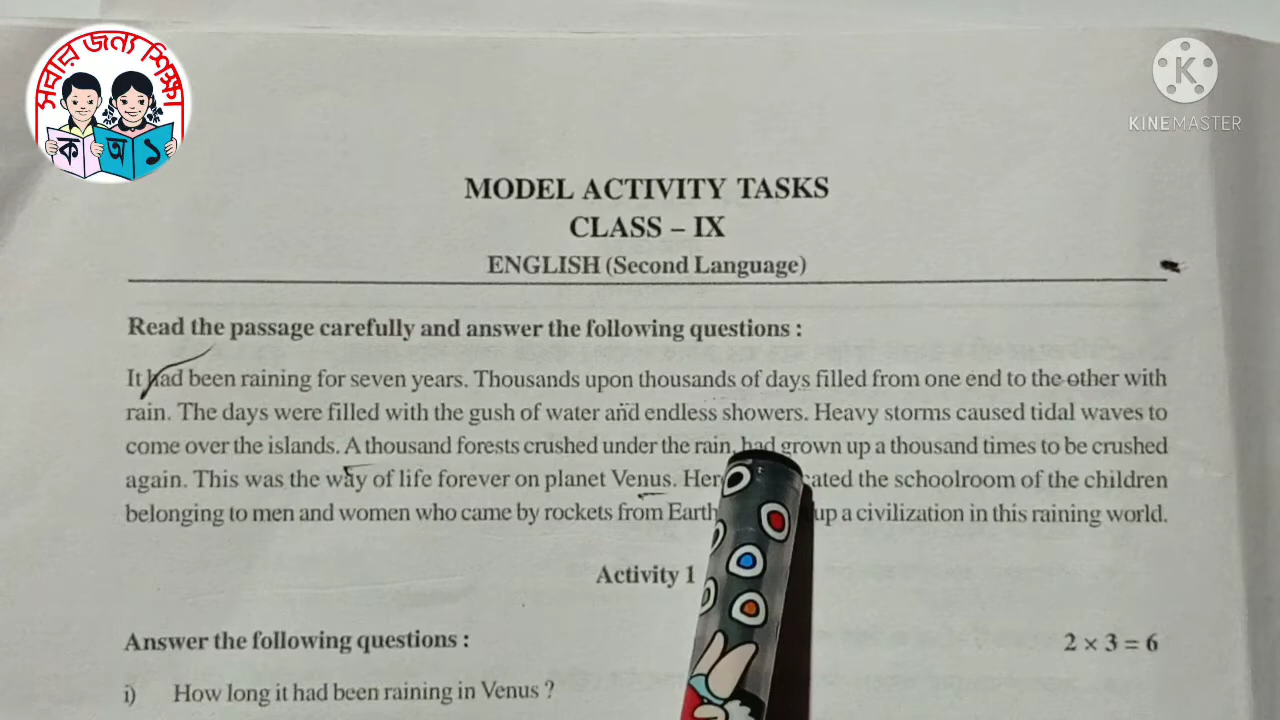 সবার জন্য শিক্ষা
ক অ ১
K
KINEMASTER
MODEL ACTIVITY TASKS
CLASS – IX
ENGLISH (Second Language)
Read the passage carefully and answer the following questions :
It had been raining for seven years. Thousands upon thousands of days filled from one end to the other with
rain. The days were filled with the gush of water and endless showers. Heavy storms caused tidal waves to
come over the islands. A thousand forests crushed under the rain, had grown up a thousand times to be crushed
again. This was the way of life forever on planet Venus. the schoolroom of the children
belonging to men and women who came by rockets from Earth up a civilization in this raining world.
Activity 1
Answer the following questions :
2 × 3 = 6
i) How long it had been raining in Venus ?